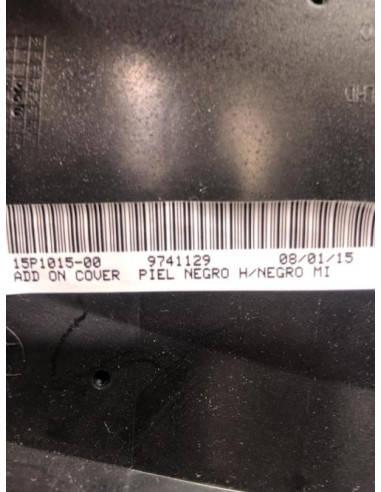 15P1015-00 9741129 08/01/15
ADD ON COVER PIEL NEGRO H/NEGRO MI